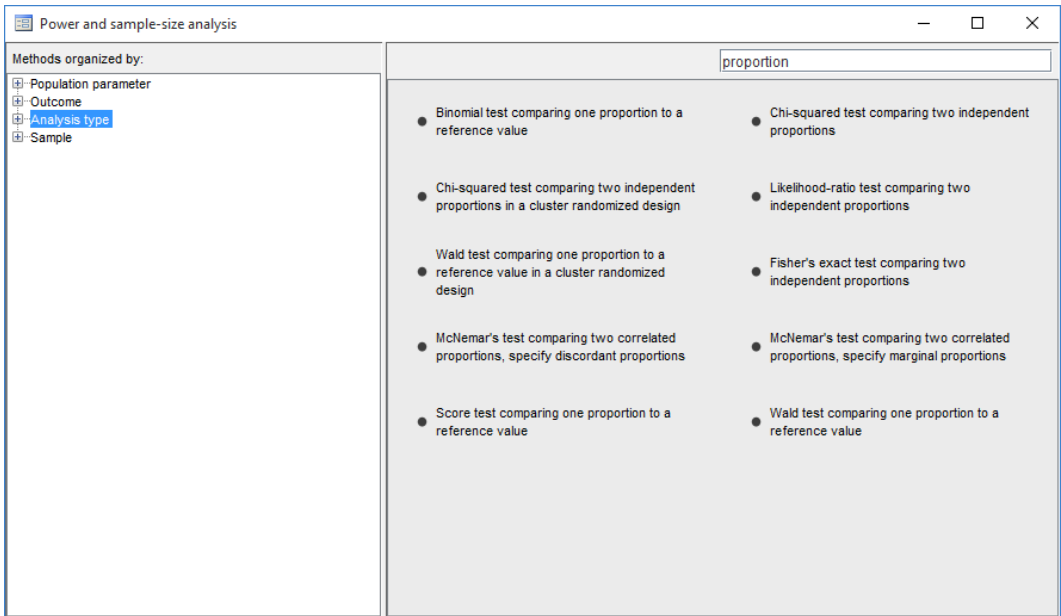 Power and sample-size analysis
Methods organized by:
proportion
Population parameter
Outcome
Analysis type
Sample
Binomial test comparing one proportion to a
reference value
Chi-squared test comparing two independent
proportions
Chi-squared test comparing two independent
proportions in a cluster randomized design
Likelihood-ratio test comparing two
independent proportions
Wald test comparing one proportion to a
reference value in a cluster randomized
design
Fisher's exact test comparing two
independent proportions
McNemar's test comparing two correlated
proportions, specify discordant proportions
McNemar's test comparing two correlated
proportions, specify marginal proportions
Score test comparing one proportion to a
reference value
Wald test comparing one proportion to a
reference value